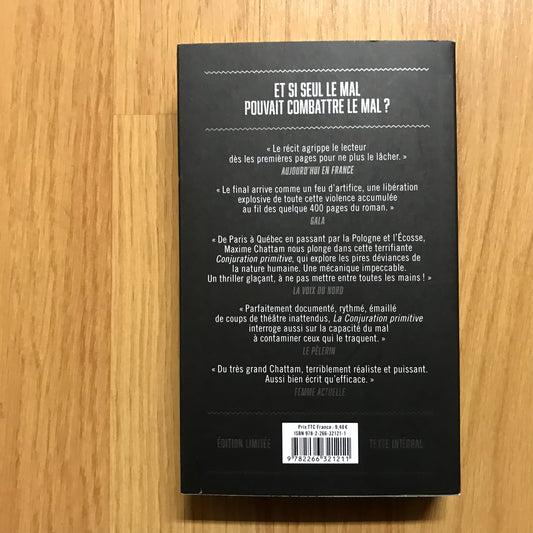 ET SI SEUL LE MAL
POUVAIT COMBATTRE LE MAL ?
« Le récit agrippe le lecteur
dès les premières pages pour ne plus le lâcher. »
AUJOURD'HUI EN FRANCE
« Le final arrive comme un feu d'artifice, une libération
explosive de toute cette violence accumulée
au fil des quelque 400 pages du roman. »
GALA
« De Paris à Québec en passant par la Pologne et l'Écosse,
Maxime Chattam nous plonge dans cette terrifiante
Conjuration primitive, qui explore les pires déviances de
la nature humaine. Une mécanique impeccable.
Un thriller glaçant, à ne pas mettre entre toutes les mains ! »
LA VOIX DU NORD
« Parfaitement documenté, rythmé, émaillé
de coups de théâtre inattendus, La Conjuration primitive
interroge aussi sur la capacité du mal
à contaminer ceux qui le traquent. »
LE PÈLERIN
« Du très grand Chattam, terriblement réaliste et puissant.
Aussi bien écrit qu'efficace. »
FEMME ACTUELLE
ÉDITION LIMITÉE
Prix TTC France : 9,48 €
ISBN 978-2-266-32121-1
9 782266 321211
TEXTE INTÉGRAL